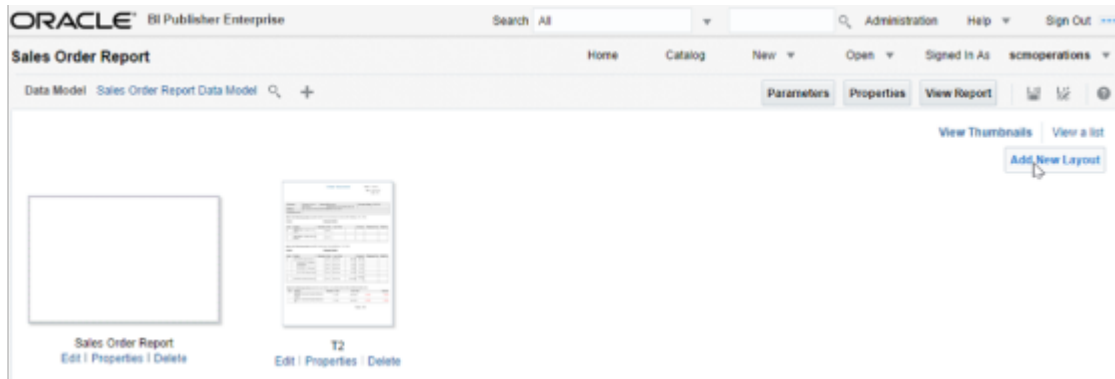 ORACLE BI Publisher Enterprise Search All Administration Help Sign Out
Sales Order Report Home Catalog New Open Signed In As scmoperations
Data Model Sales Order Report Data Model Parameters Properties View Report
View Thumbnails View a list
Add New Layout
Sales Order Report
Edit | Properties | Delete
T2
Edit | Properties | Delete